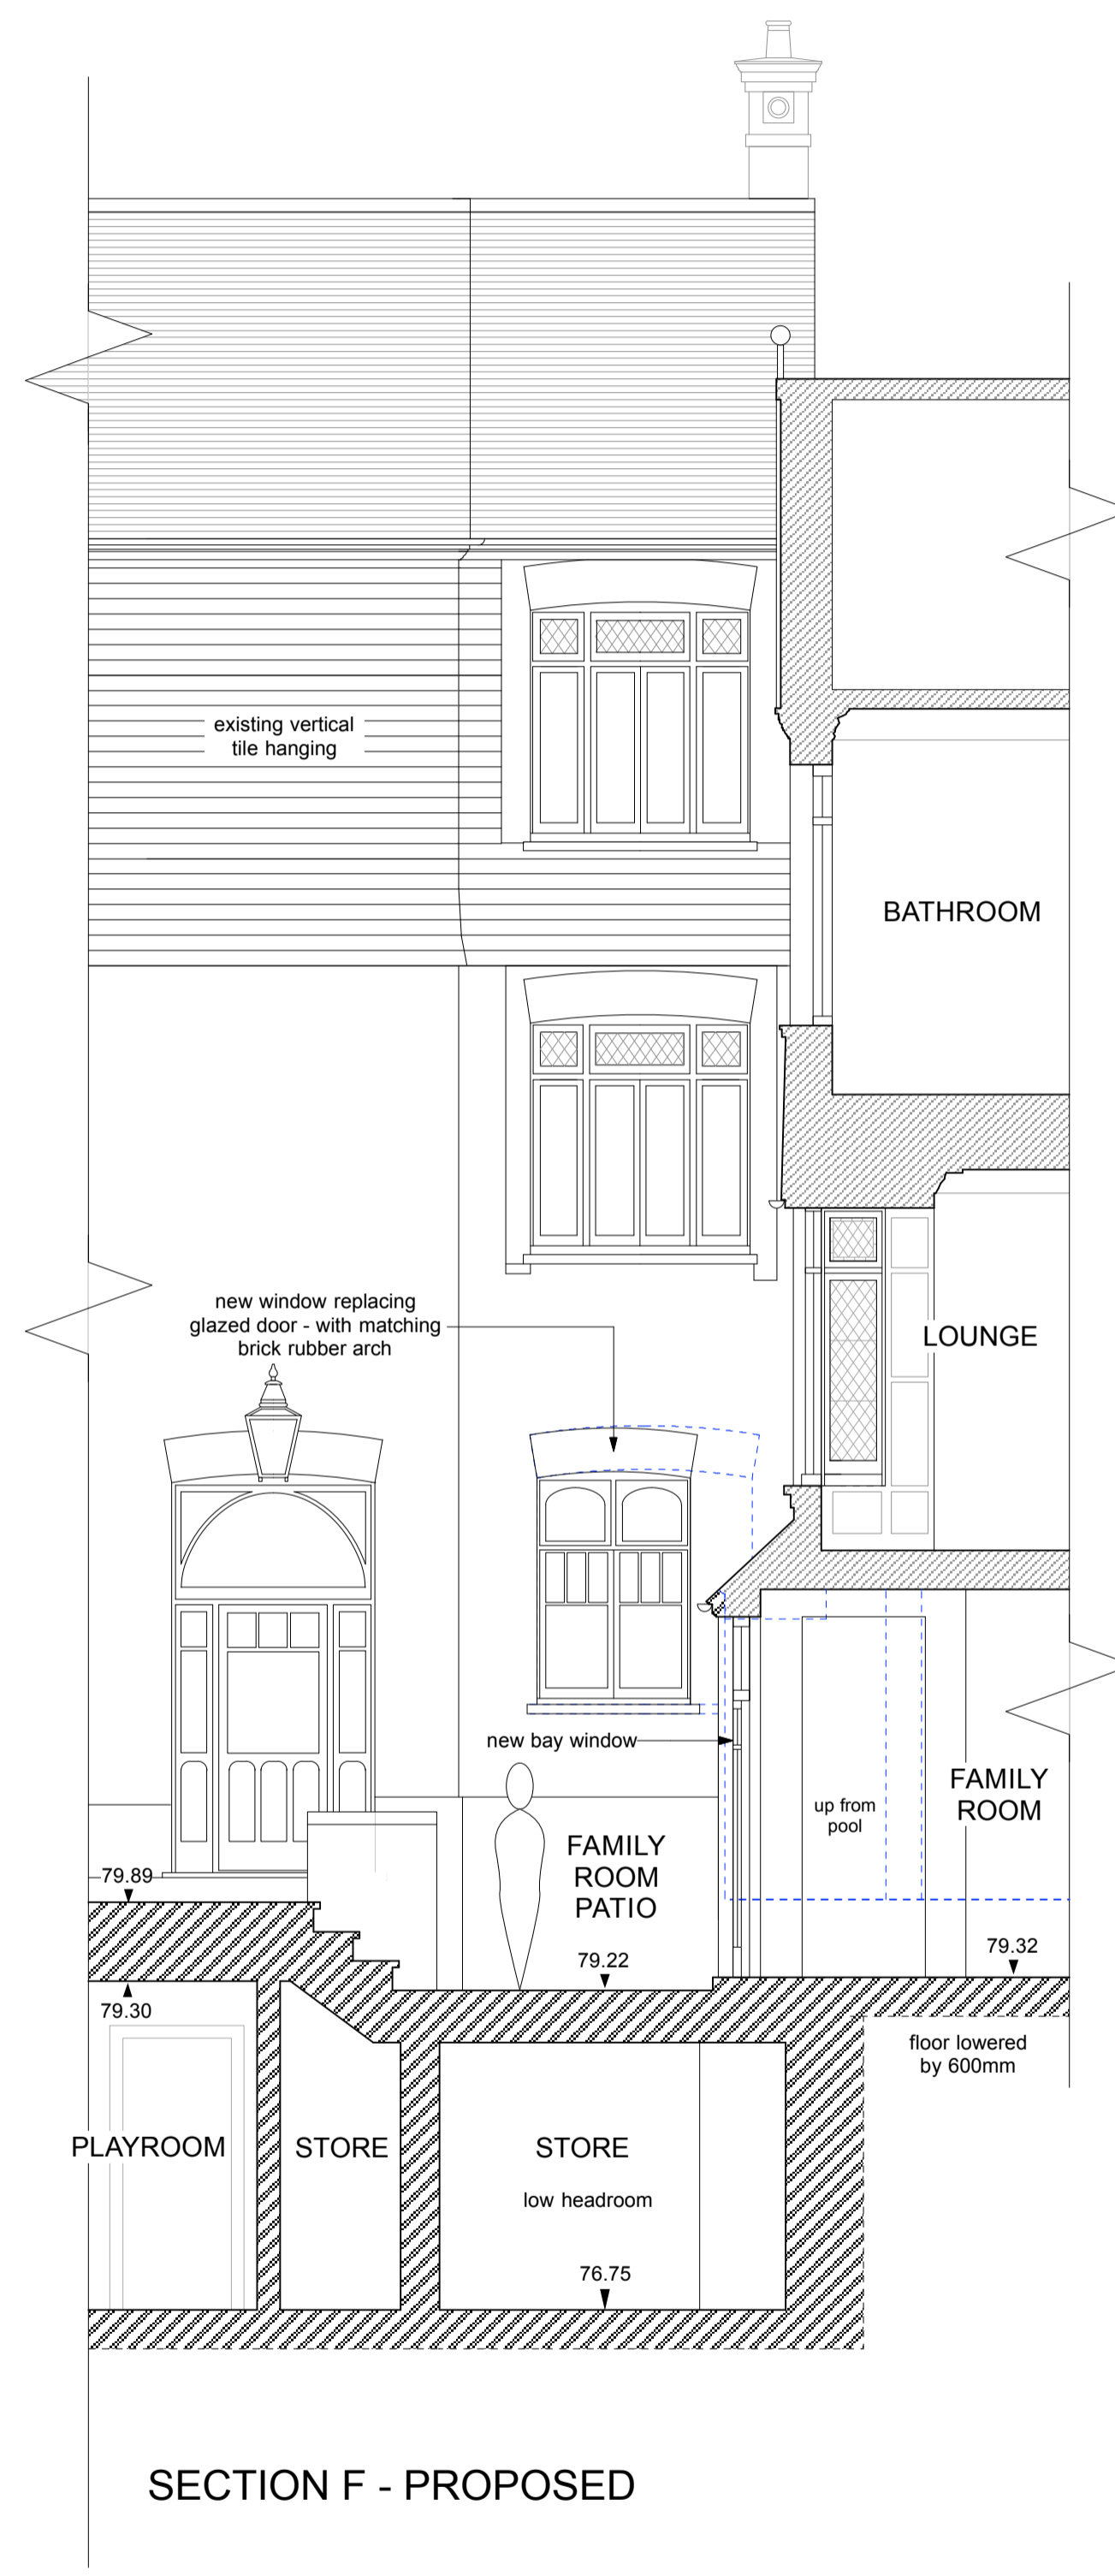 existing vertical
tile hanging
BATHROOM
new window replacing
glazed door - with matching
brick rubber arch
LOUNGE
new bay window
FAMILY
ROOM
up from
pool
FAMILY
ROOM
PATIO
79.89
79.22
79.32
79.30
floor lowered
by 600mm
PLAYROOM
STORE
STORE
low headroom
76.75
SECTION F - PROPOSED